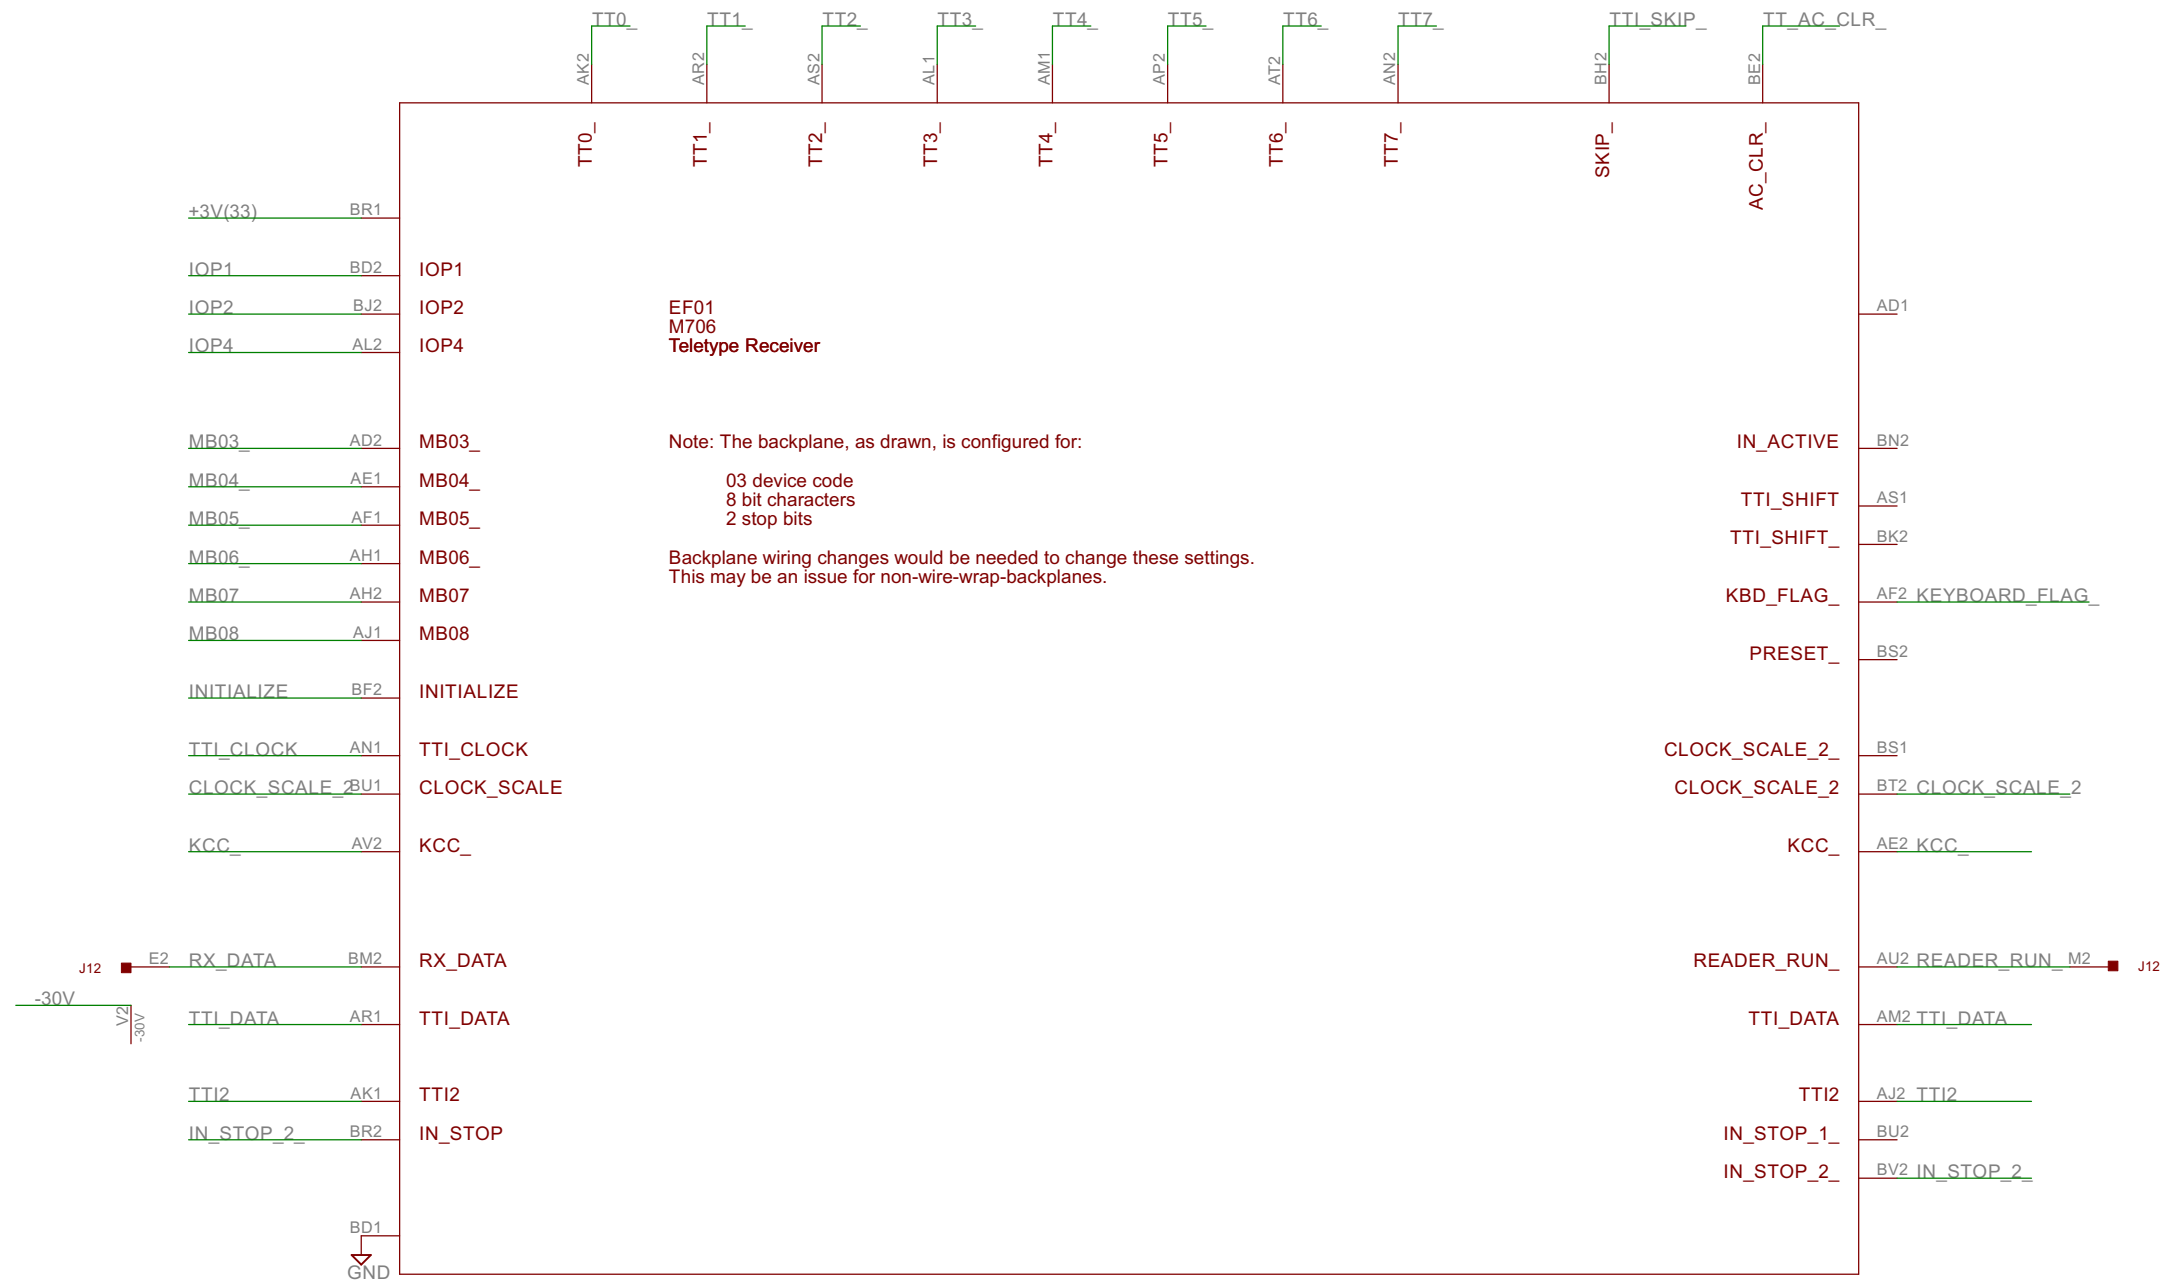 TT0_ TT1_ TT2_ TT3_ TT4_ TT5_ TT6_ TT7_ TTI_SKIP_ TT_AC_CLR_
AK2 AR2 AS2 AL1 AM1 AP2 AT2 AN2 BH2 BE2
TT0_ TT1_ TT2_ TT3_ TT4_ TT5_ TT6_ TT7_ SKIP_ AC_CLR_
+3V(33) BR1
IOP1 BD2 IOP1
IOP2 BJ2 IOP2 EF01 AD1
M706
IOP4 AL2 IOP4 Teletype Receiver
MB03_ AD2 MB03_ Note: The backplane, as drawn, is configured for: IN_ACTIVE BN2
MB04_ AE1 MB04_ 03 device code
8 bit characters TTI_SHIFT AS1
MB05_ AF1 MB05_ 2 stop bits
TTI_SHIFT_ BK2
MB06_ AH1 MB06_ Backplane wiring changes would be needed to change these settings.
This may be an issue for non-wire-wrap-backplanes.
MB07 AH2 MB07 KBD_FLAG_ AF2 KEYBOARD_FLAG_
MB08 AJ1 MB08
PRESET_ BS2
INITIALIZE BF2 INITIALIZE
TTI_CLOCK AN1 TTI_CLOCK CLOCK_SCALE_2_ BS1
CLOCK_SCALE_2 BU1 CLOCK_SCALE CLOCK_SCALE_2 BT2 CLOCK_SCALE_2
KCC_ AV2 KCC_ KCC_ AE2 KCC_
J12 E2 RX_DATA BM2 RX_DATA READER_RUN_ AU2 READER_RUN_ M2 J12
-30V
V2 -30V
TTI_DATA AR1 TTI_DATA TTI_DATA AM2 TTI_DATA
TTI2 AK1 TTI2 TTI2 AJ2 TTI2
IN_STOP_2_ BR2 IN_STOP IN_STOP_1_ BU2
IN_STOP_2_ BV2 IN_STOP_2_
BD1
GND